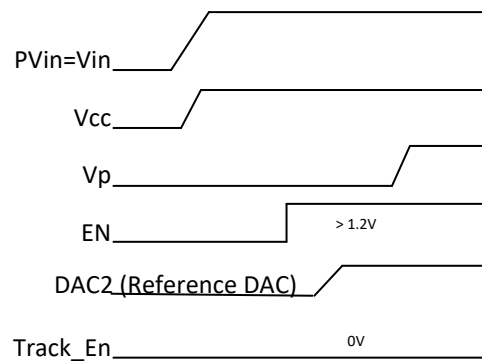 PVin=Vin
Vcc
Vp
EN
> 1.2V
DAC2 (Reference DAC)
Track_En
0V